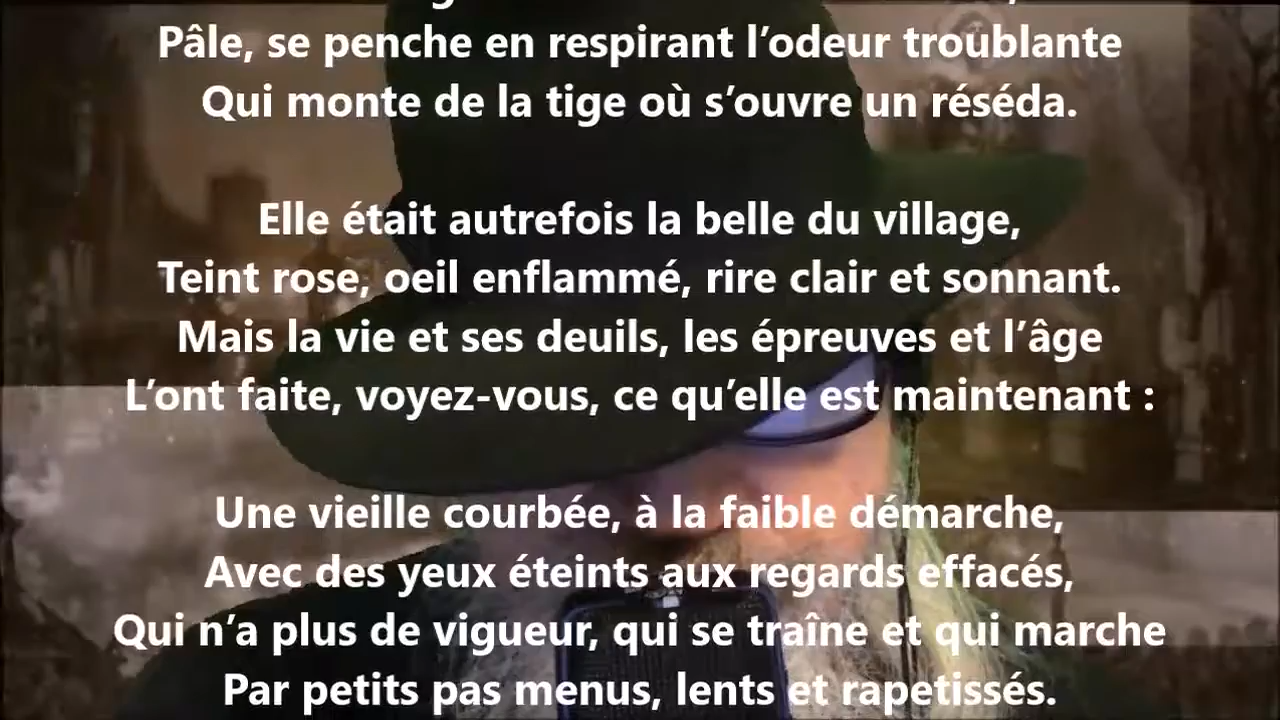 Pâle, se penche en respirant l’odeur troublante
Qui monte de la tige où s’ouvre un réséda.
Elle était autrefois la belle du village,
Teint rose, oeil enflammé, rire clair et sonnant.
Mais la vie et ses deuils, les épreuves et l’âge
L’ont faite, voyez-vous, ce qu’elle est maintenant :
Une vieille courbée, à la faible démarche,
Avec des yeux éteints aux regards effacés,
Qui n’a plus de vigueur, qui se traîne et qui marche
Par petits pas menus, lents et rapetissés.